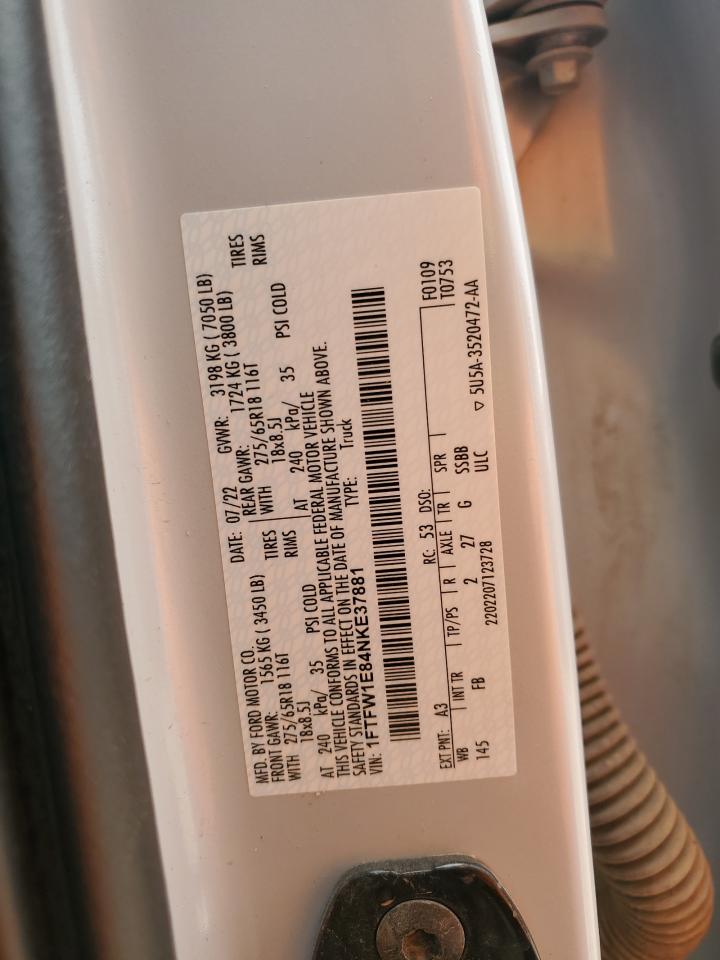 MFD. BY FORD MOTOR CO. DATE: 07/22 GVWR: 3198 KG ( 7050 LB)
FRONT GAWR: 1565 KG ( 3450 LB) REAR GAWR: 1724 KG ( 3800 LB)
WITH 275/65R18 116T TIRES WITH 275/65R18 116T TIRES
18x8.5J RIMS 18x8.5J RIMS
AT 240 kPa/ 35 PSI COLD AT 240 kPa/ 35 PSI COLD
THIS VEHICLE CONFORMS TO ALL APPLICABLE FEDERAL MOTOR VEHICLE
SAFETY STANDARDS IN EFFECT ON THE DATE OF MANUFACTURE SHOWN ABOVE.
VIN: 1FTFW1E84NKE37881 TYPE: Truck
F0109
EXT PNT: A3 RC: 53 DSO: T0753
WB INT TR TP/PS R AXLE TR SPR
145 FB 2 27 G SSBB
2202207123728 ULC ▽ 5U5A-3520472-AA